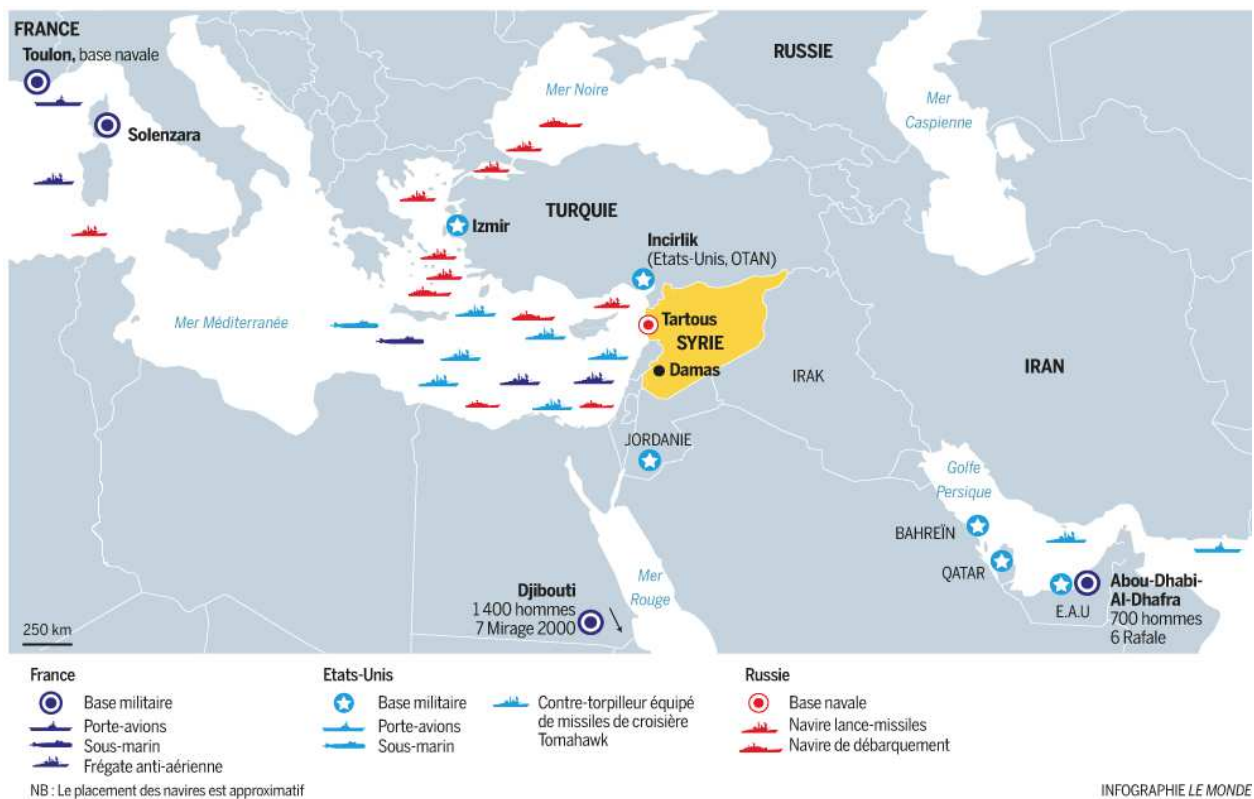 FRANCE
Toulon, base navale
Solenzara
RUSSIE
Mer Noire
Mer
Caspienne
TURQUIE
Izmir
Incirlik
(Etats-Unis, OTAN)
Mer Méditerranée
Tartous
SYRIE
Damas
IRAK
IRAN
JORDANIE
Golfe
Persique
BAHREÏN
QATAR
E.A.U
Abou-Dhabi-
Al-Dhafra
700 hommes
6 Rafale
Mer
Rouge
Djibouti
1 400 hommes
7 Mirage 2000
250 km
France
Base militaire
Porte-avions
Sous-marin
Frégate anti-aérienne
Etats-Unis
Base militaire
Porte-avions
Sous-marin
Contre-torpilleur équipé
de missiles de croisière
Tomahawk
Russie
Base navale
Navire lance-missiles
Navire de débarquement
NB : Le placement des navires est approximatif
INFOGRAPHIE LE MONDE